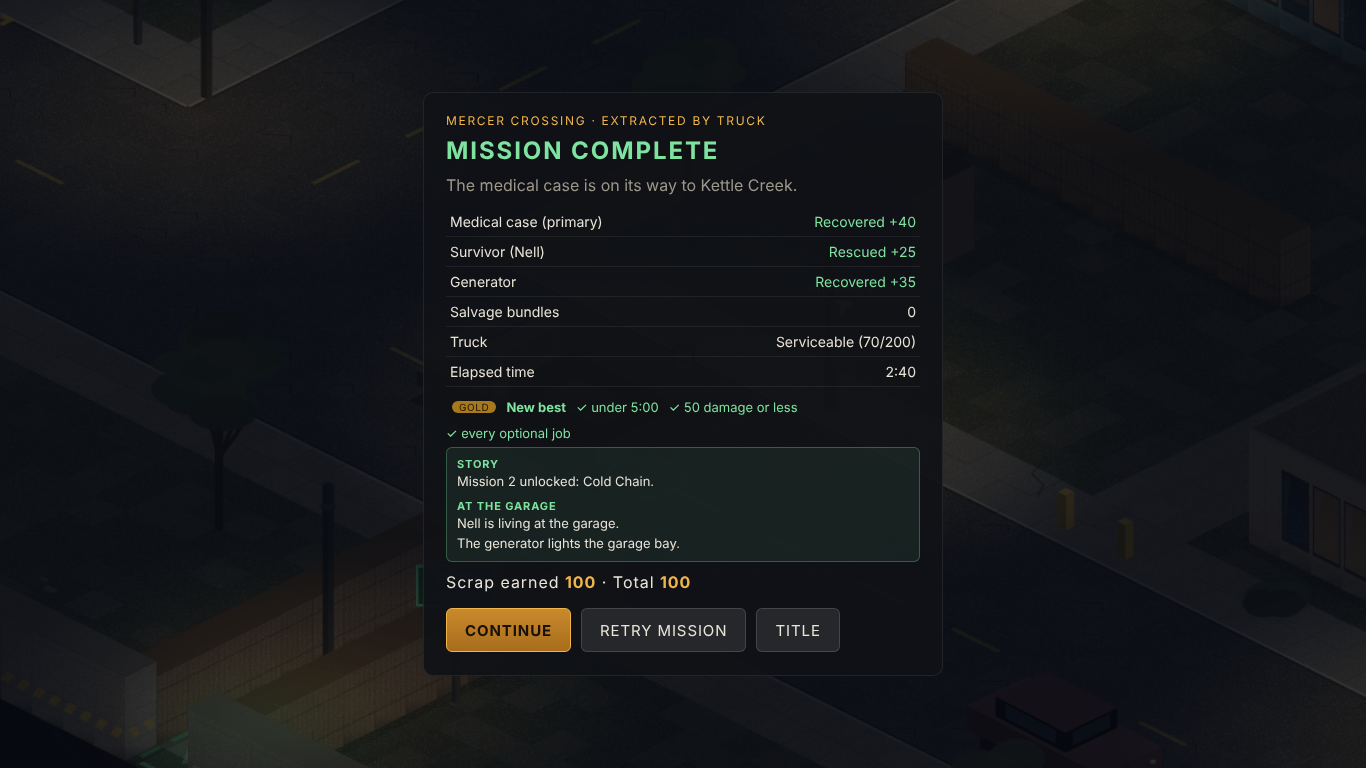 MERCER CROSSING · EXTRACTED BY TRUCK
MISSION COMPLETE
The medical case is on its way to Kettle Creek.
Medical case (primary) Recovered +40
Survivor (Nell) Rescued +25
Generator Recovered +35
Salvage bundles 0
Truck Serviceable (70/200)
Elapsed time 2:40
GOLD New best ✓ under 5:00 ✓ 50 damage or less
✓ every optional job
STORY
Mission 2 unlocked: Cold Chain.
AT THE GARAGE
Nell is living at the garage.
The generator lights the garage bay.
Scrap earned 100 · Total 100
CONTINUE RETRY MISSION TITLE